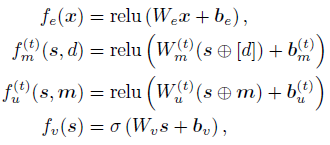 f_e(x) = relu (W_e x + b_e) ,
f_m^{(t)}(s, d) = relu (W_m^{(t)}(s ⊕ [d]) + b_m^{(t)})
f_u^{(t)}(s, m) = relu (W_u^{(t)}(s ⊕ m) + b_u^{(t)})
f_v(s) = σ (W_v s + b_v) ,